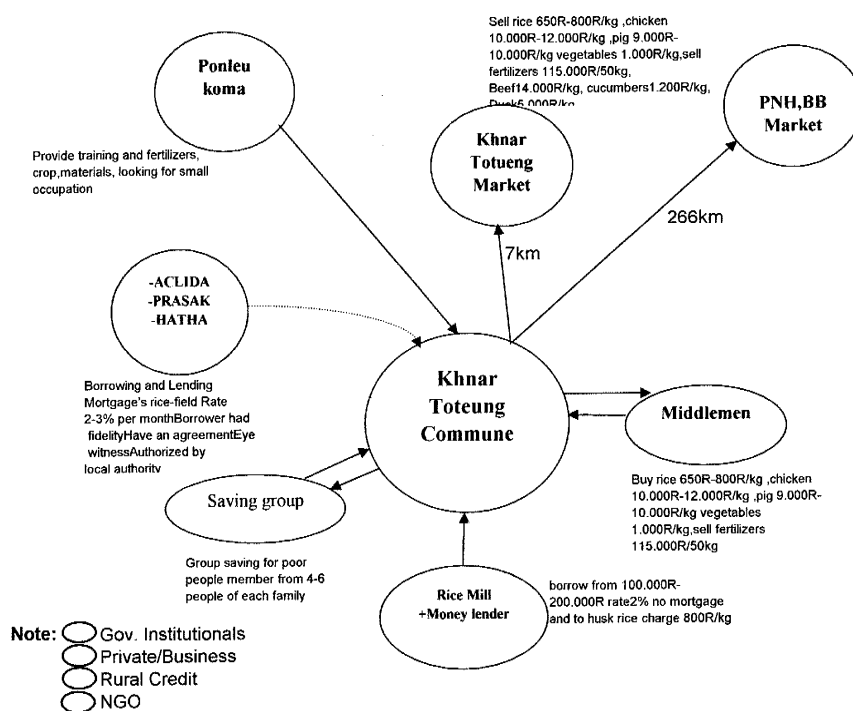 Sell rice 650R-800R/kg ,chicken
10.000R-12.000R/kg ,pig 9.000R-
10.000R/kg vegetables 1.000R/kg,sell
fertilizers 115.000R/50kg,
Beef14.000R/kg, cucumbers1.200R/kg,
Duck5.000R/kg
Ponleu
koma
PNH,BB
Market
Khnar
Totueng
Market
Provide training and fertilizers,
crop,materials, looking for small
occupation
266km
7km
-ACLIDA
-PRASAK
-HATHA
Khnar
Toteung
Commune
Borrowing and Lending
Mortgage's rice-field Rate
2-3% per monthBorrower had
fidelityHave an agreementEye
witnessAuthorized by
local authority
Middlemen
Buy rice 650R-800R/kg ,chicken
10.000R-12.000R/kg ,pig 9.000R-
10.000R/kg vegetables
1.000R/kg,sell fertilizers
115.000R/50kg
Saving group
Group saving for poor
people member from 4-6
people of each family
Rice Mill
+Money lender
borrow from 100.000R-
200.000R rate2% no mortgage
and to husk rice charge 800R/kg
Note:
Gov. Institutionals
Private/Business
Rural Credit
NGO